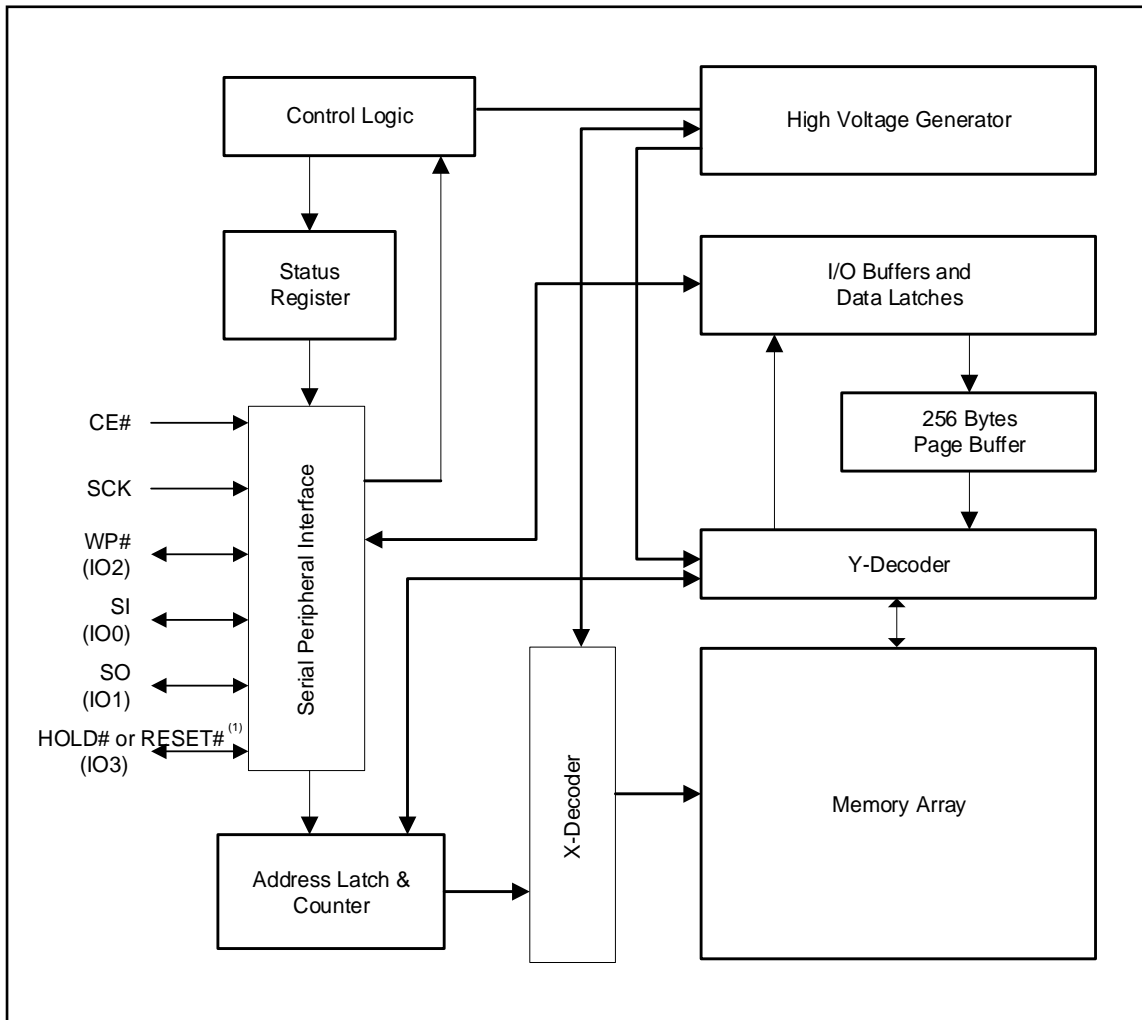 Control Logic
High Voltage Generator
Status
Register
I/O Buffers and
Data Latches
256 Bytes
Page Buffer
CE#
SCK
WP#
(IO2)
SI
(IO0)
SO
(IO1)
HOLD# or RESET# (1)
(IO3)
Serial Peripheral Interface
Y-Decoder
X-Decoder
Memory Array
Address Latch &
Counter